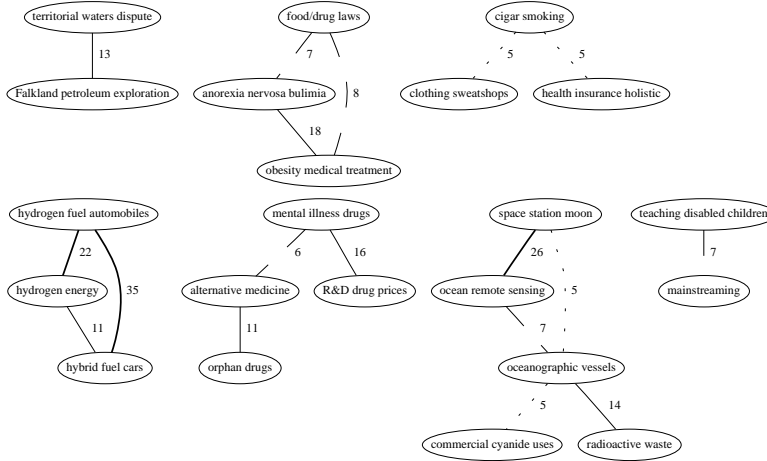 territorial waters dispute
food/drug laws
cigar smoking
13
7
5
5
Falkland petroleum exploration
anorexia nervosa bulimia
8
clothing sweatshops
health insurance holistic
18
obesity medical treatment
hydrogen fuel automobiles
mental illness drugs
space station moon
teaching disabled children
22
6
16
26
7
hydrogen energy
35
alternative medicine
R&D drug prices
ocean remote sensing
5
mainstreaming
11
11
7
hybrid fuel cars
orphan drugs
oceanographic vessels
5
14
commercial cyanide uses
radioactive waste